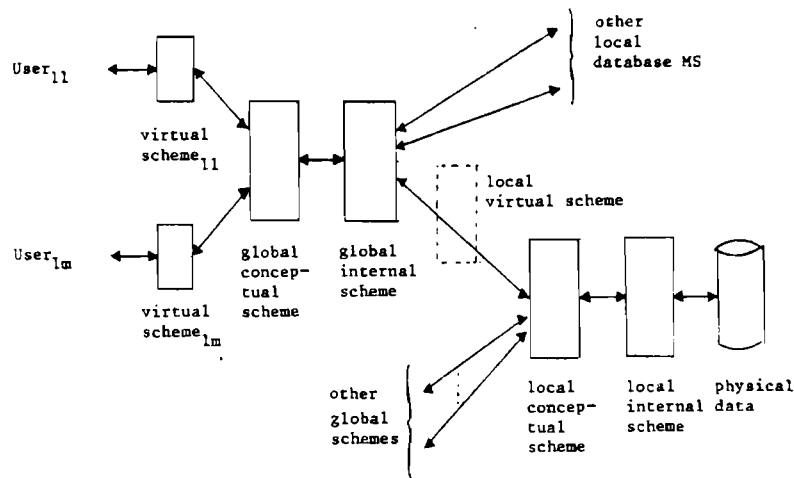 other
local
database MS
User11
virtual
scheme11
local
virtual scheme
User1m
global
concep-
tual
scheme
global
internal
scheme
virtual
scheme1m
other
global
schemes
local
concep-
tual
scheme
local
internal
scheme
physical
data